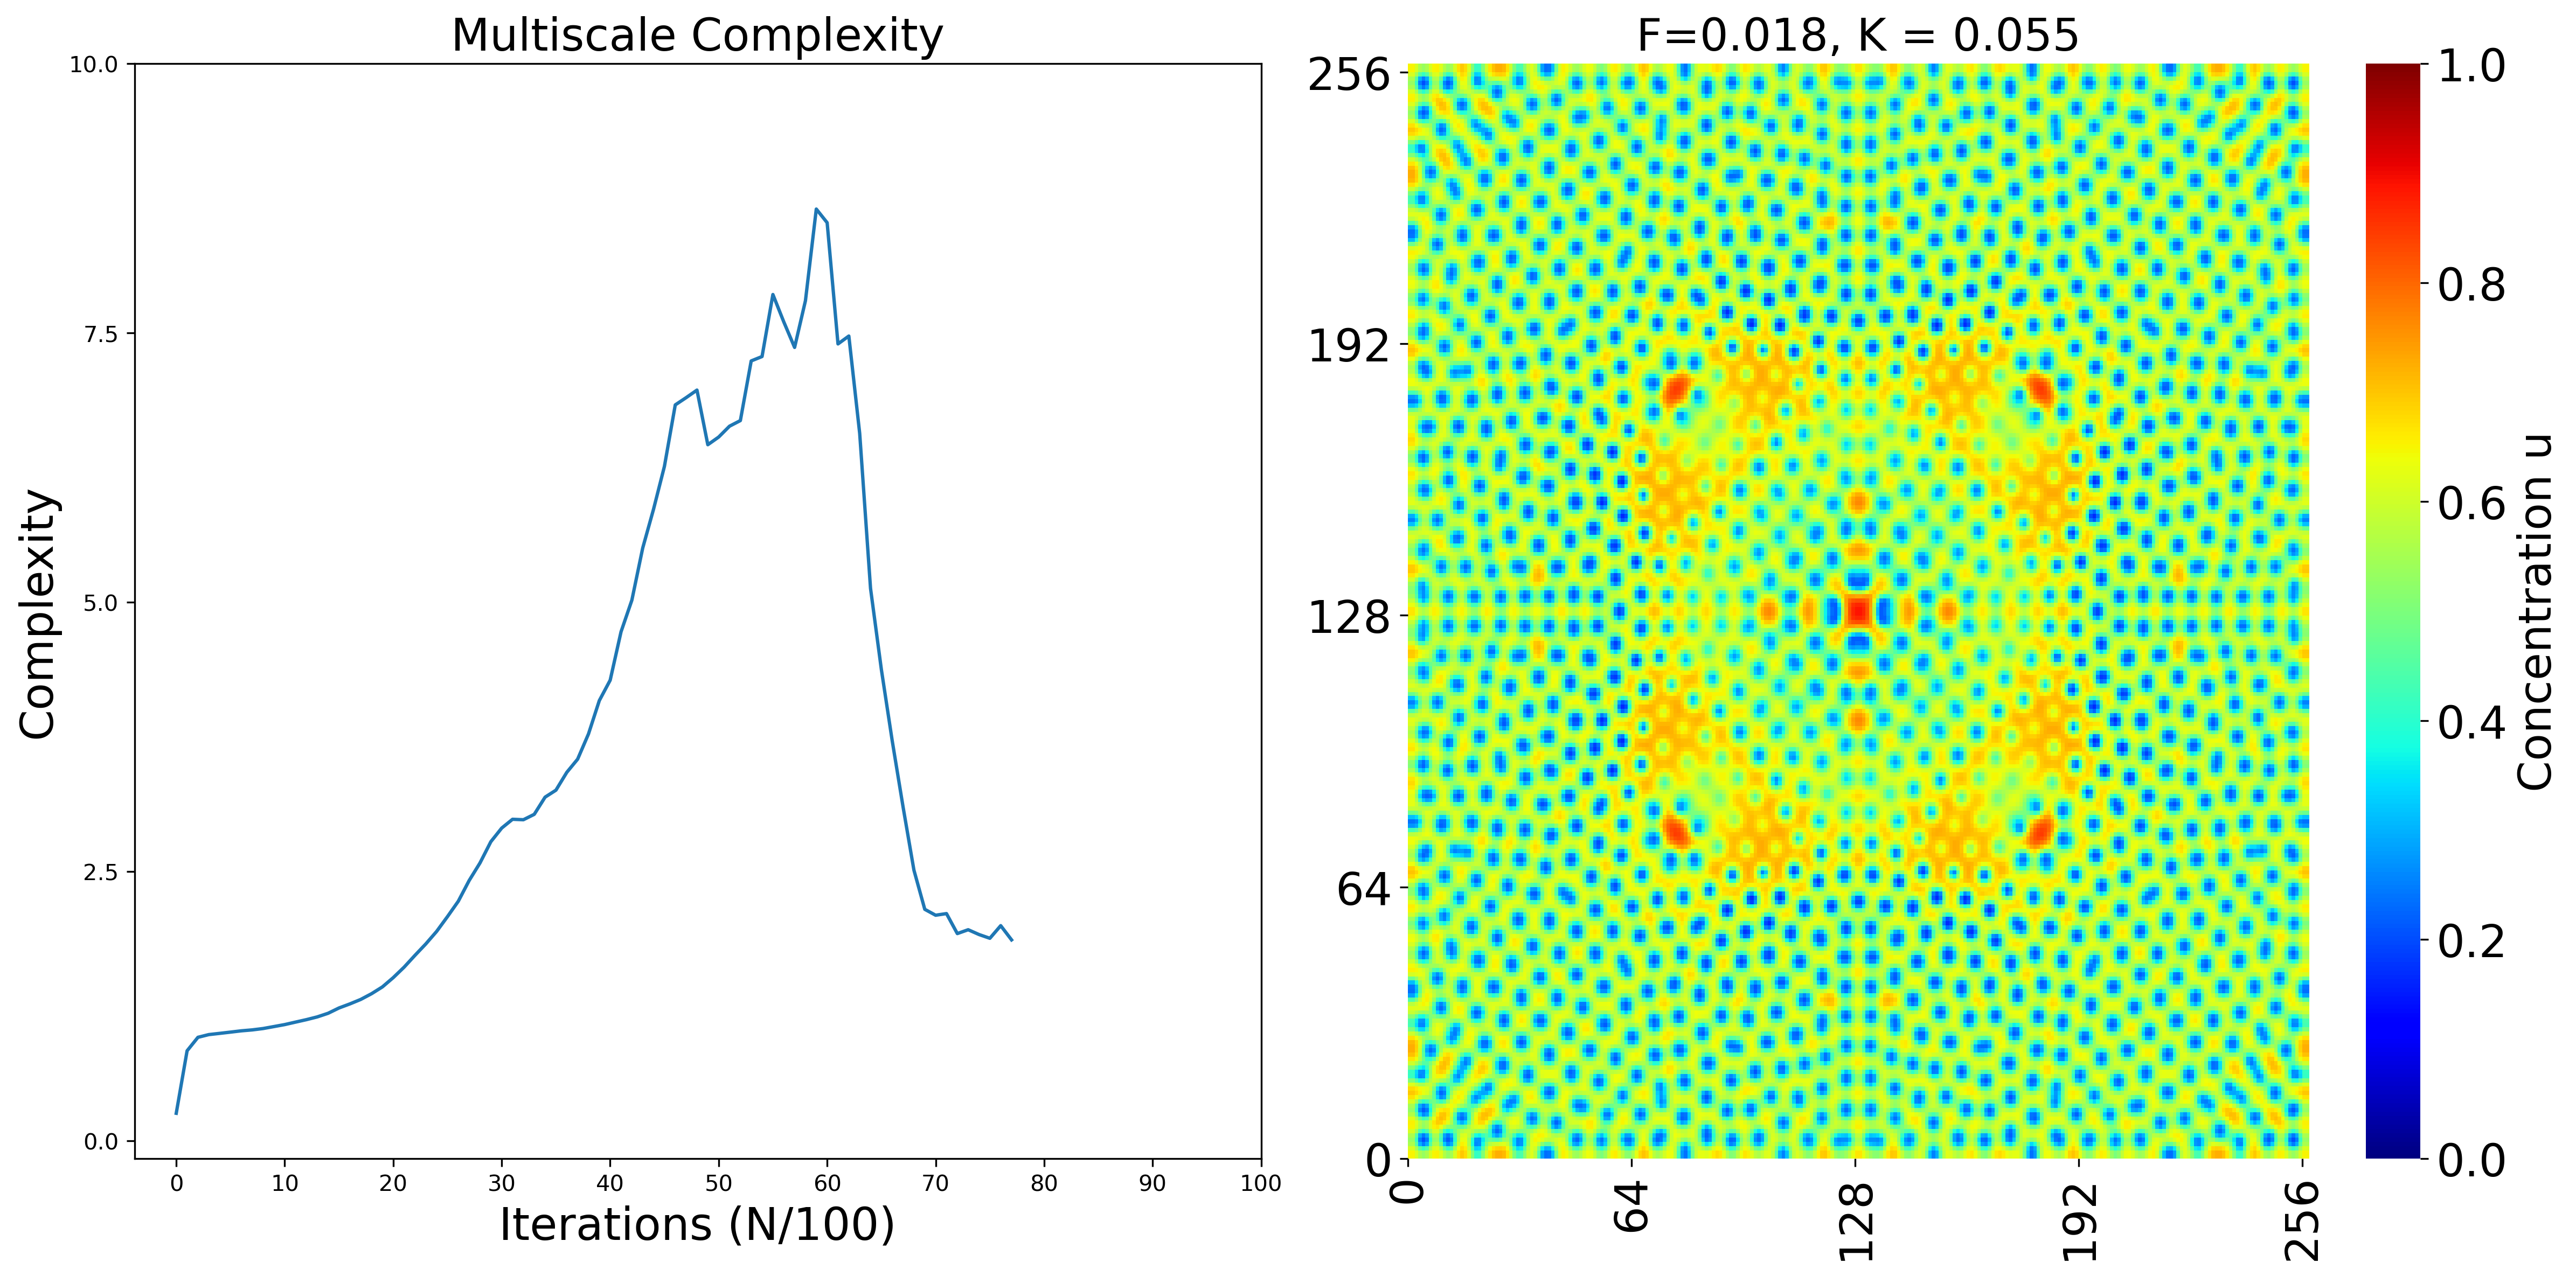 Multiscale Complexity
10.0
7.5
5.0
2.5
0.0
Complexity
0 10 20 30 40 50 60 70 80 90 100
Iterations (N/100)
F=0.018, K = 0.055
256
192
128
64
0
0 64 128 192 256
1.0
0.8
0.6
0.4
0.2
0.0
Concentration u